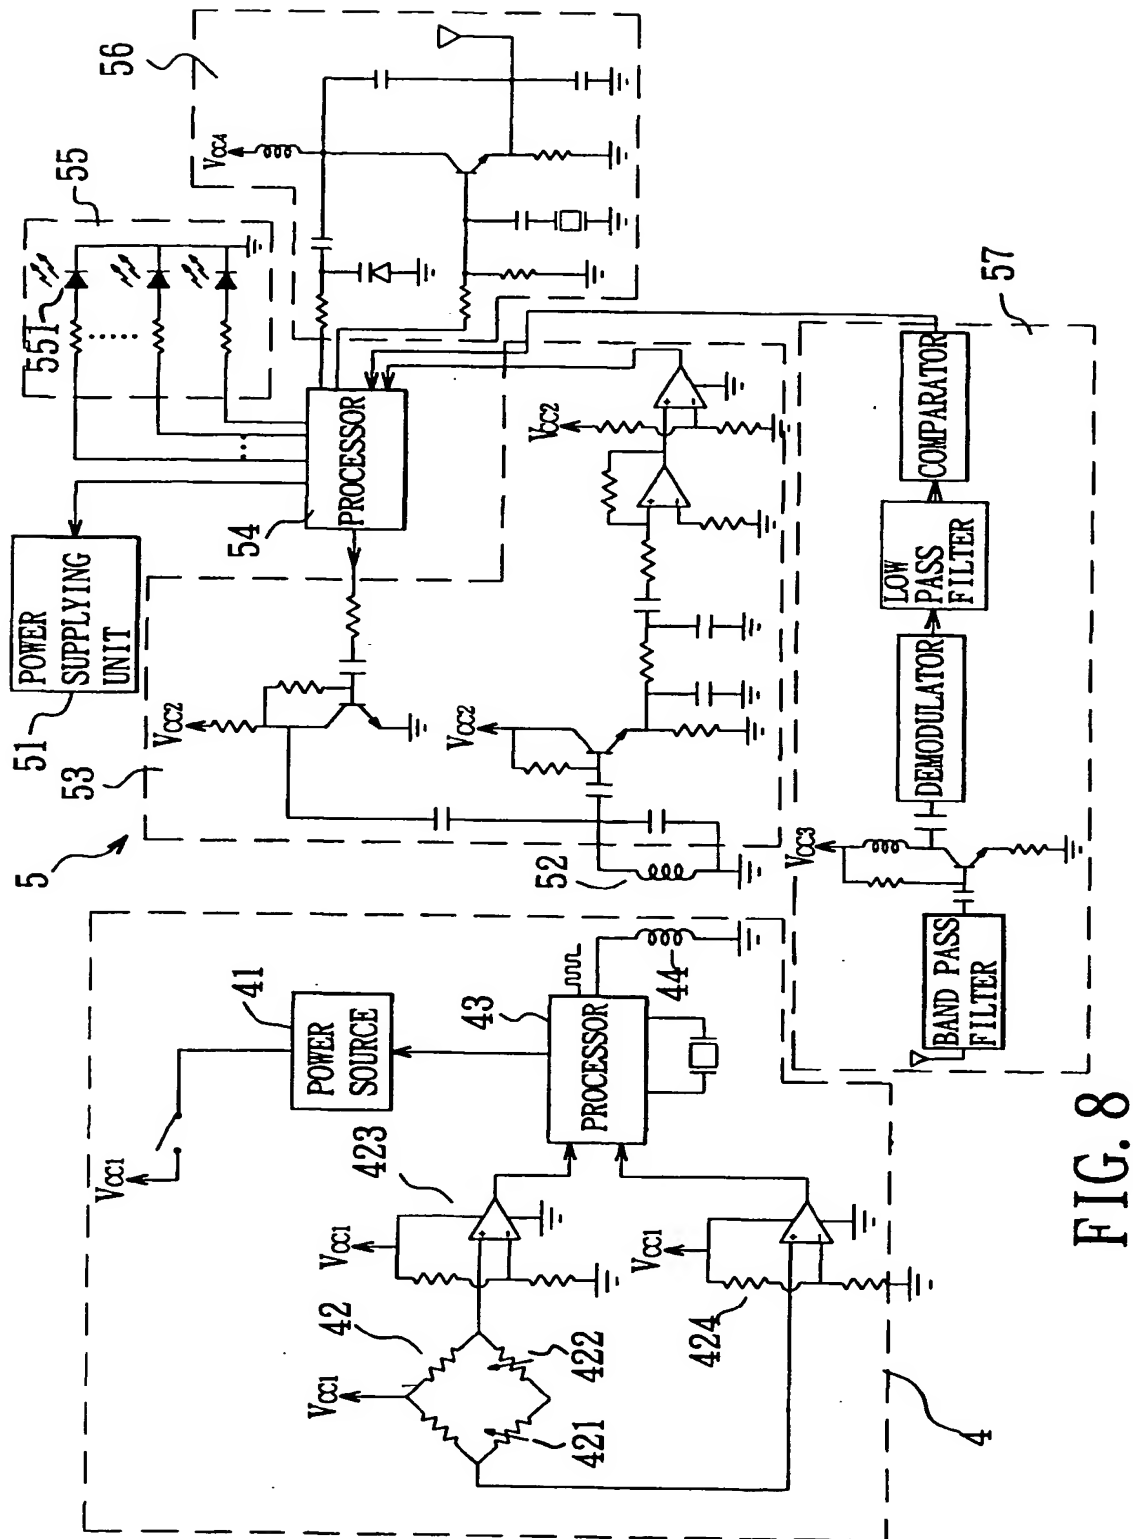 Vcc1
41
POWER
SOURCE
Vcc1
42
421
422
Vcc1
423
Vcc1
424
43
PROCESSOR
44
4
5
51
POWER
SUPPLYING
UNIT
53
Vcc2
Vcc2
52
54
PROCESSOR
Vcc2
55
551
56
Vcc4
BAND PASS
FILTER
Vcc3
DEMODULATOR
LOW
PASS
FILTER
COMPARATOR
57
FIG. 8